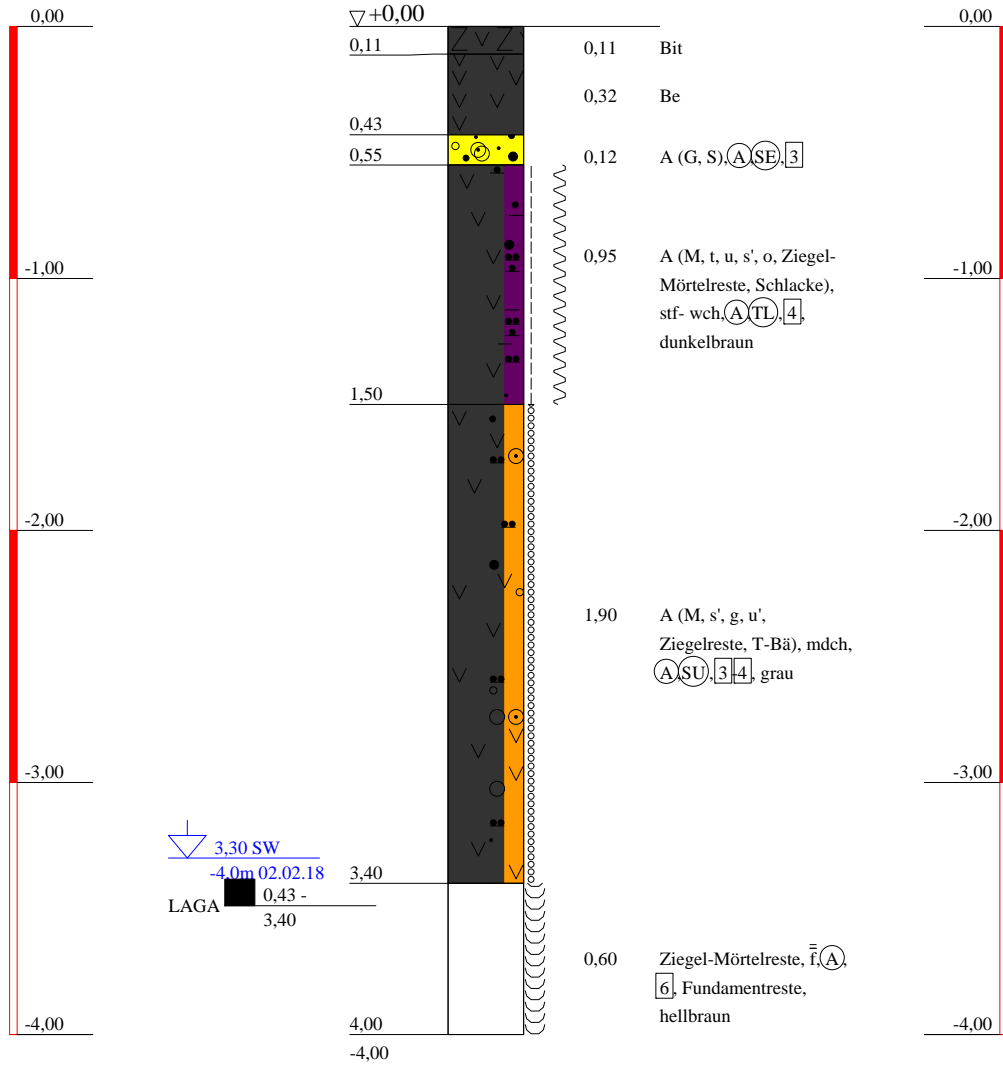 0,00
+0,00
0,00
0,11
0,11 Bit
0,32 Be
0,43
0,55
0,12 A (G, S), A, SE, 3
0,95 A (M, t, u, s', o, Ziegel-
Mörtelreste, Schlacke),
stf- wch, A, TL, 4,
dunkelbraun
-1,00
-1,00
1,50
-2,00
-2,00
1,90 A (M, s', g, u',
Ziegelreste, T-Bä), mdch,
A, SU, 3-4, grau
-3,00
-3,00
3,30 SW
-4.0m 02.02.18
3,40
LAGA 0,43 -
3,40
0,60 Ziegel-Mörtelreste, f̿, A,
6, Fundamentreste,
hellbraun
-4,00
4,00
-4,00
-4,00